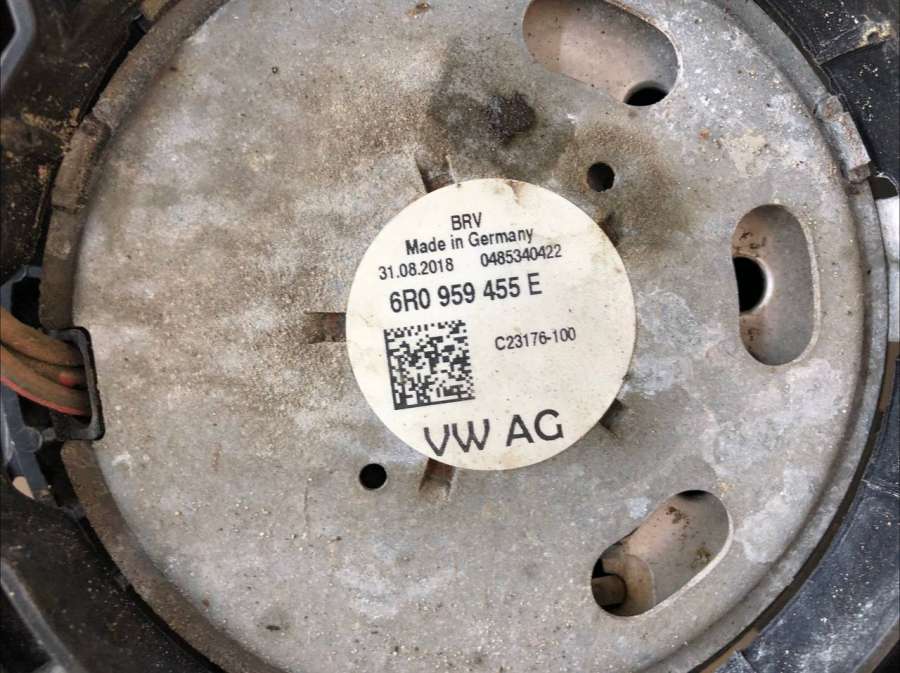 BRV
Made in Germany
31.08.2018 0485340422
6R0 959 455 E
C23176-100
VW AG